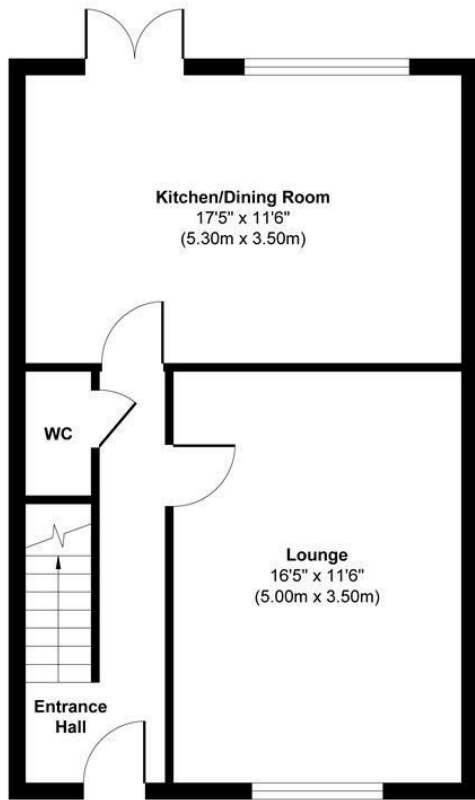 Kitchen/Dining Room
17'5" x 11'6"
(5.30m x 3.50m)
WC
Lounge
16'5" x 11'6"
(5.00m x 3.50m)
Entrance
Hall